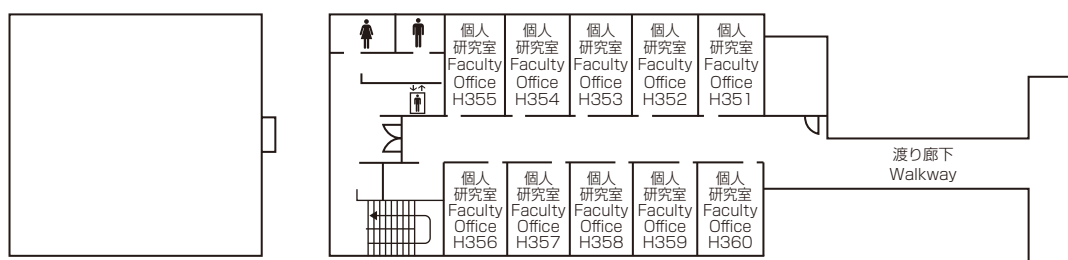 個人
研究室
Faculty
Office
H355
個人
研究室
Faculty
Office
H354
個人
研究室
Faculty
Office
H353
個人
研究室
Faculty
Office
H352
個人
研究室
Faculty
Office
H351
渡り廊下
Walkway
個人
研究室
Faculty
Office
H356
個人
研究室
Faculty
Office
H357
個人
研究室
Faculty
Office
H358
個人
研究室
Faculty
Office
H359
個人
研究室
Faculty
Office
H360